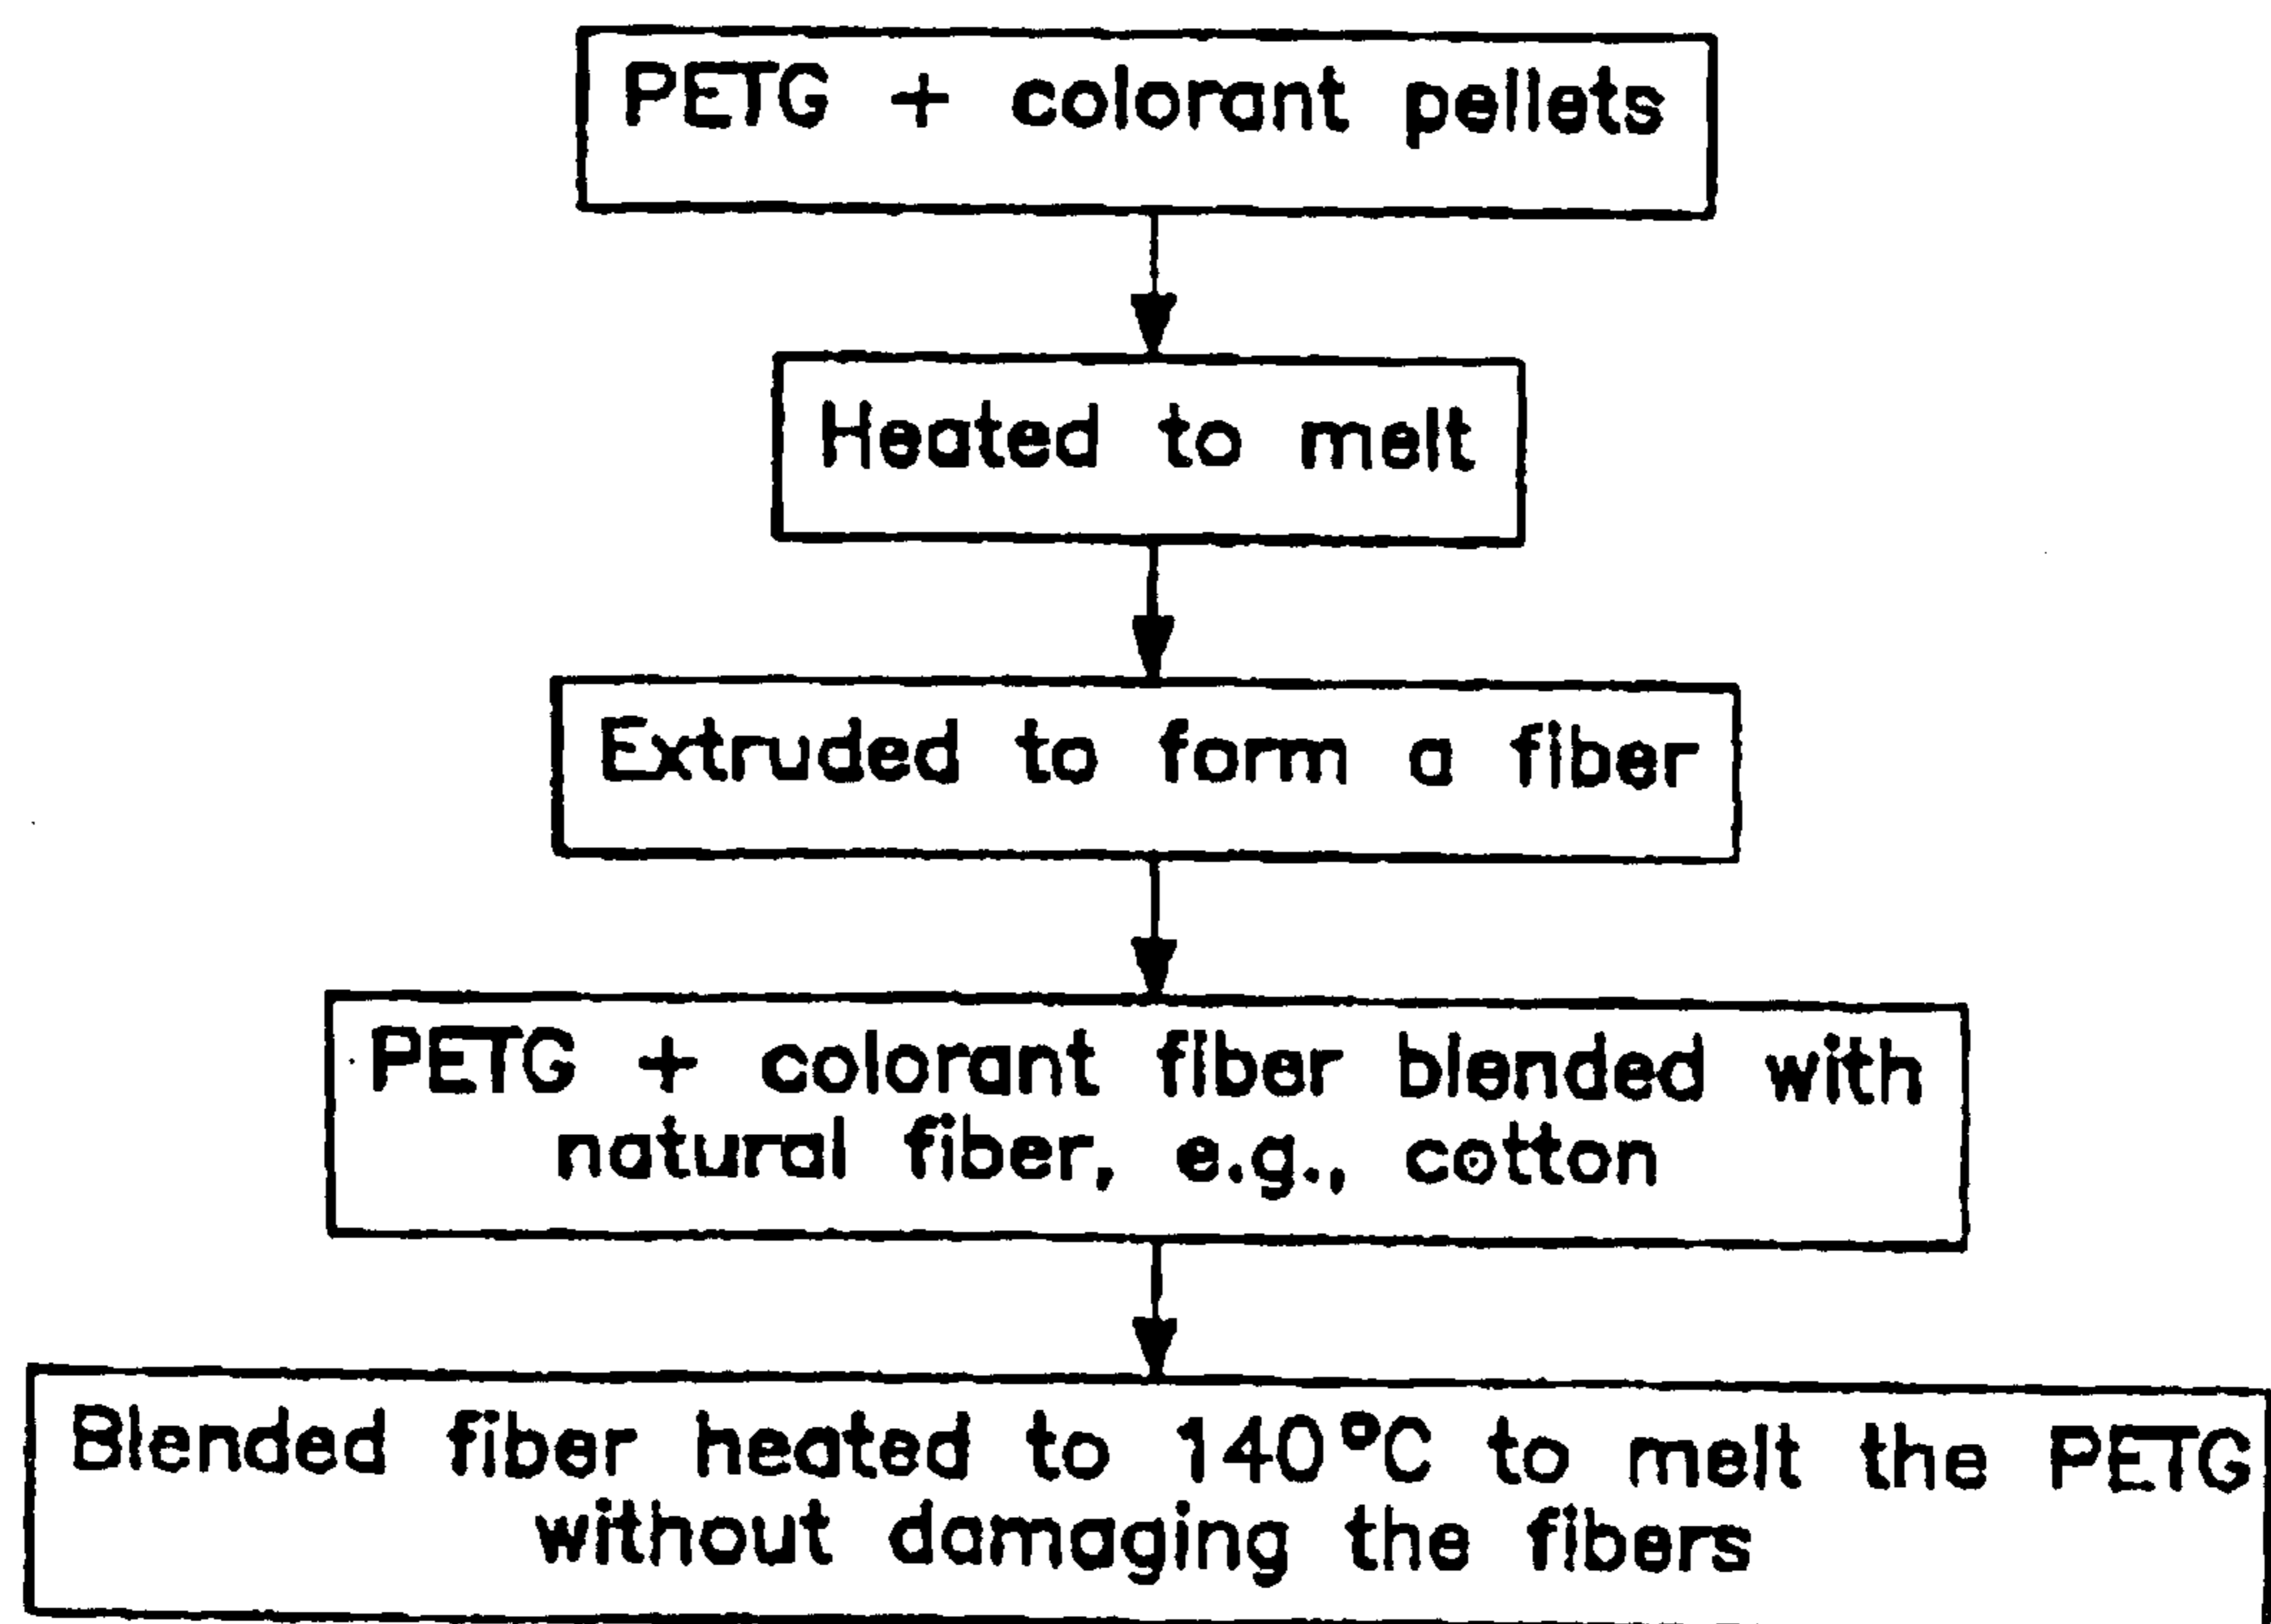 PETG + colorant pellets
Heated to melt
Extruded to form a fiber
PETG + colorant fiber blended with
natural fiber, e.g., cotton
Blended fiber heated to 140°C to melt the PETG
without damaging the fibers